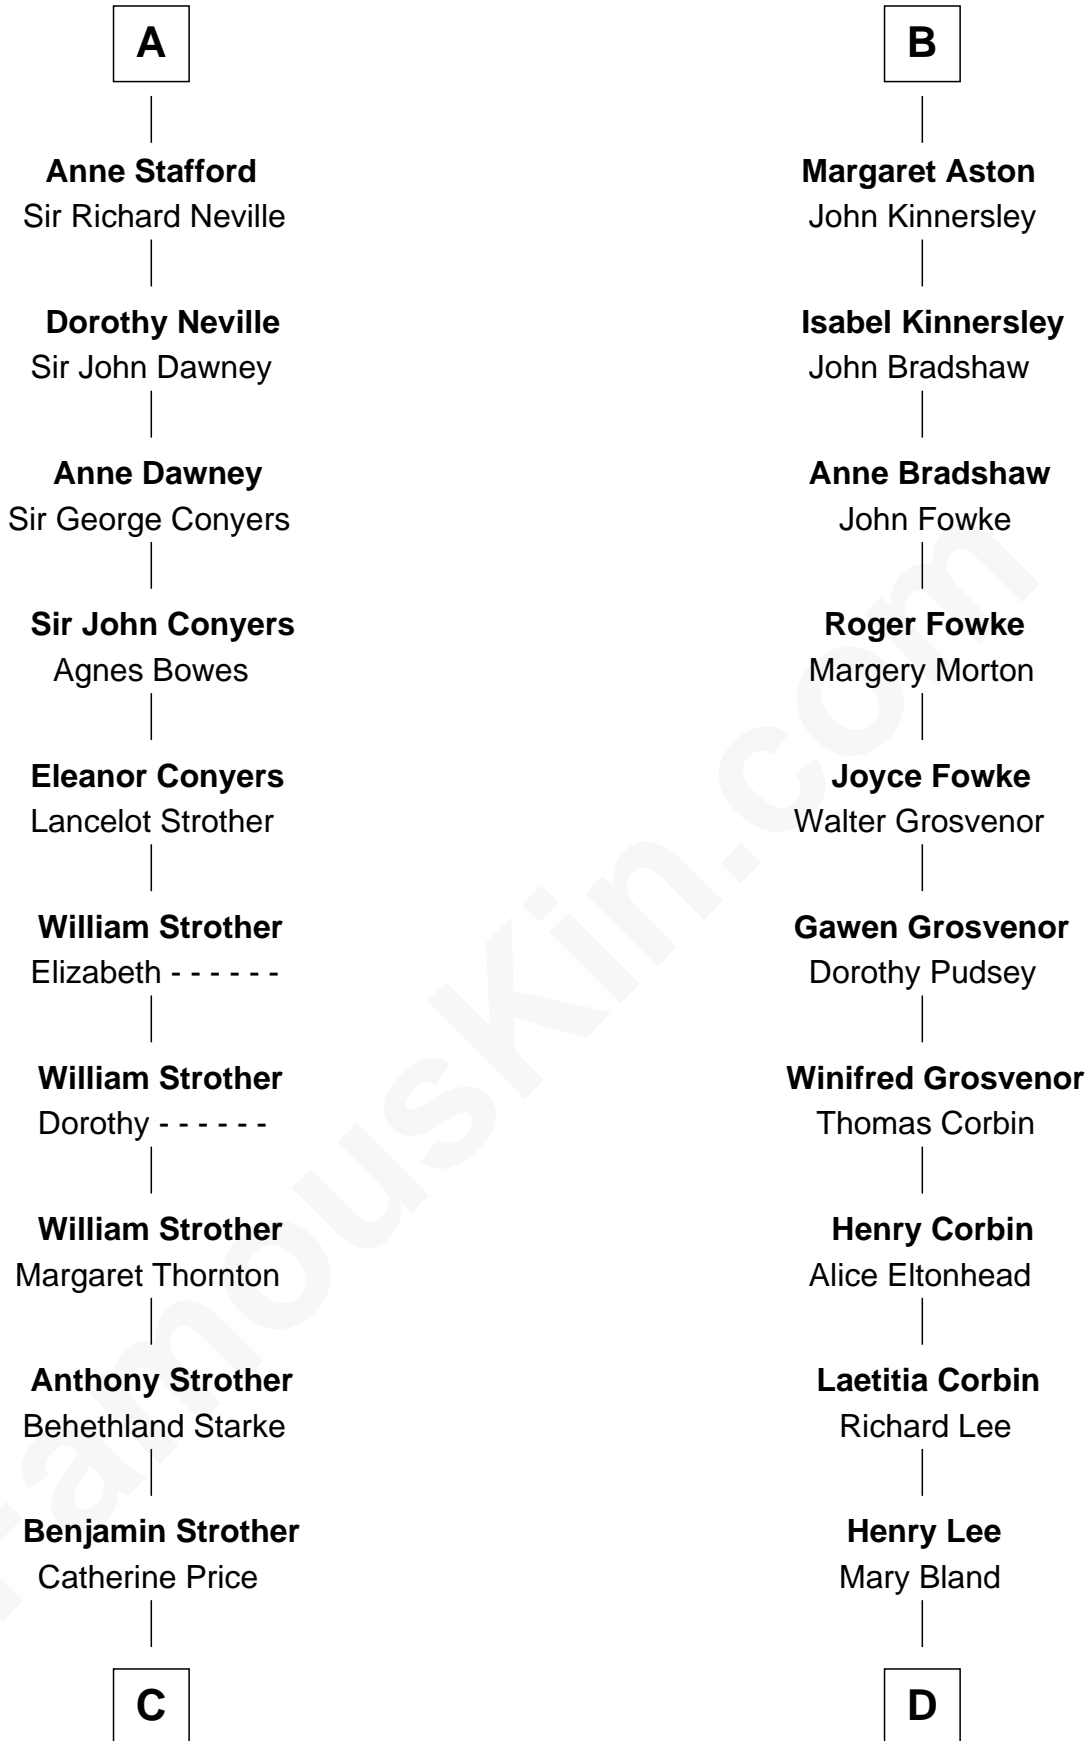 A
Anne Stafford
Sir Richard Neville
Dorothy Neville
Sir John Dawney
Anne Dawney
Sir George Conyers
Sir John Conyers
Agnes Bowes
Eleanor Conyers
Lancelot Strother
William Strother
Elizabeth - - - - - -
William Strother
Dorothy - - - - - -
William Strother
Margaret Thornton
Anthony Strother
Behethland Starke
Benjamin Strother
Catherine Price
C
B
Margaret Aston
John Kinnersley
Isabel Kinnersley
John Bradshaw
Anne Bradshaw
John Fowke
Roger Fowke
Margery Morton
Joyce Fowke
Walter Grosvenor
Gawen Grosvenor
Dorothy Pudsey
Winifred Grosvenor
Thomas Corbin
Henry Corbin
Alice Eltonhead
Laetitia Corbin
Richard Lee
Henry Lee
Mary Bland
D
FamousKin.com